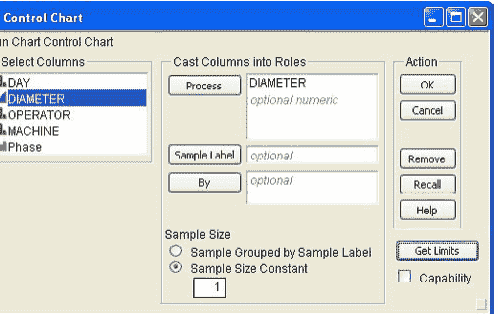 Control Chart
un Chart Control Chart
Select Columns
DAY
DIAMETER
OPERATOR
MACHINE
Phase
Cast Columns into Roles
Process
DIAMETER
optional numeric
Sample Label
optional
By
optional
Sample Size
Sample Grouped by Sample Label
Sample Size Constant
1
Action
OK
Cancel
Remove
Recall
Help
Get Limits
Capability